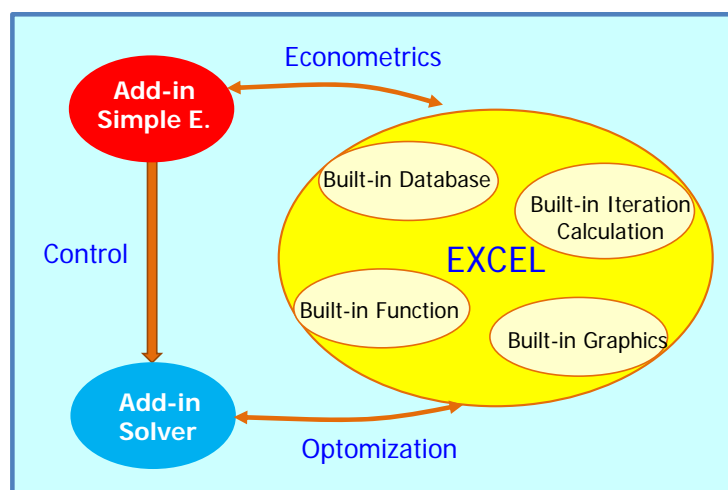 Econometrics
Add-in
Simple E.
Built-in Database
Built-in Iteration
Calculation
Control
EXCEL
Built-in Function
Built-in Graphics
Add-in
Solver
Optomization